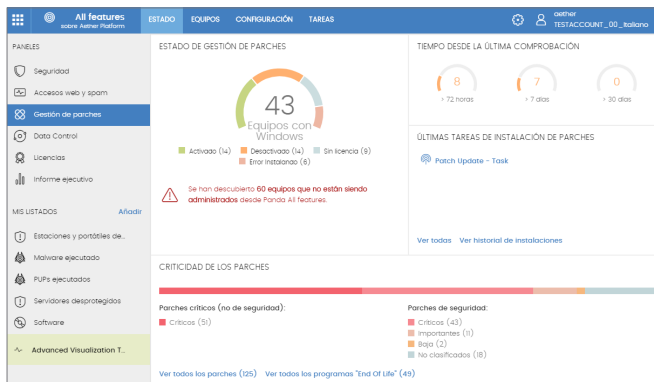 All features
sobre Aether Platform
ESTADO
EQUIPOS
CONFIGURACIÓN
TAREAS
aether
TESTACCOUNT_00_Italiano
PANELES
Seguridad
Accesos web y spam
Gestión de parches
Data Control
Licencias
Informe ejecutivo
MIS LISTADOS
Añadir
Estaciones y portátiles de...
Malware ejecutado
PUPs ejecutados
Servidores desprotegidos
Software
Advanced Visualization T...
ESTADO DE GESTIÓN DE PARCHES
43
Equipos con
Windows
Activado (14)
Desactivado (14)
Sin licencia (9)
Error instalando (6)
Se han descubierto 60 equipos que no están siendo
administrados desde Panda All features.
TIEMPO DESDE LA ÚLTIMA COMPROBACIÓN
8
> 72 horas
7
> 7 días
0
> 30 días
ÚLTIMAS TAREAS DE INSTALACIÓN DE PARCHES
Patch Update - Task
Ver todas
Ver historial de instalaciones
CRITICIDAD DE LOS PARCHES
Parches críticos (no de seguridad):
Críticos (51)
Parches de seguridad:
Críticos (43)
Importantes (11)
Baja (2)
No clasificados (18)
Ver todos los parches (125)
Ver todos los programas "End Of Life" (49)